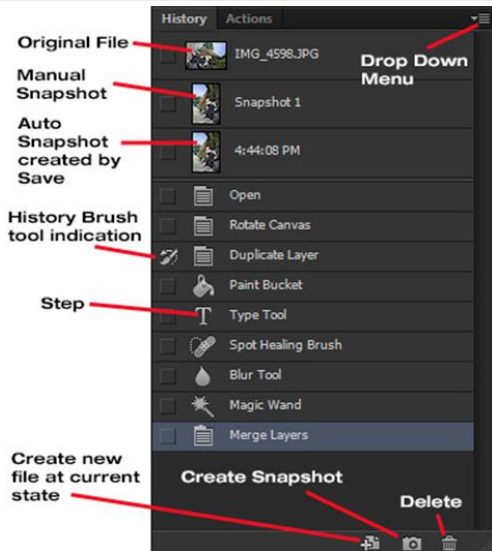 History Actions
Original File
IMG_4598.JPG
Drop Down
Menu
Manual
Snapshot
Snapshot 1
Auto
Snapshot
created by
Save
4:44:08 PM
Open
History Brush
tool indication
Rotate Canvas
Duplicate Layer
Paint Bucket
Step
Type Tool
Spot Healing Brush
Blur Tool
Magic Wand
Merge Layers
Create new
file at current
state
Create Snapshot
Delete